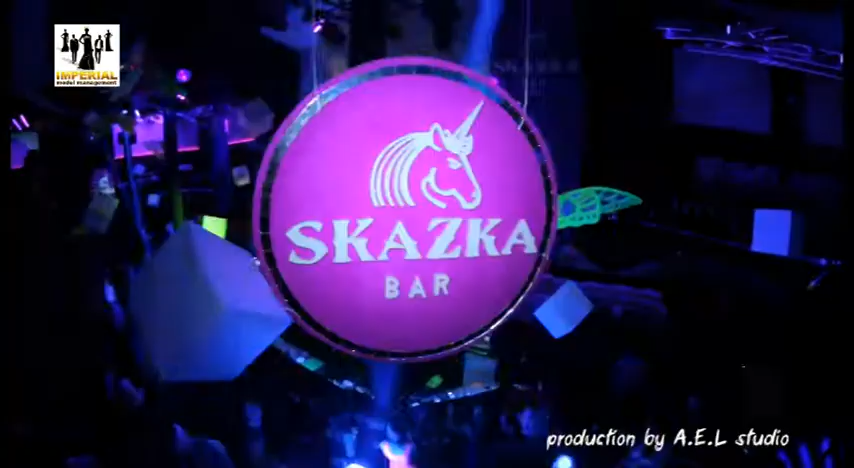 IMPERIAL
model management
SKAZKA
BAR
production by A.E.L studio